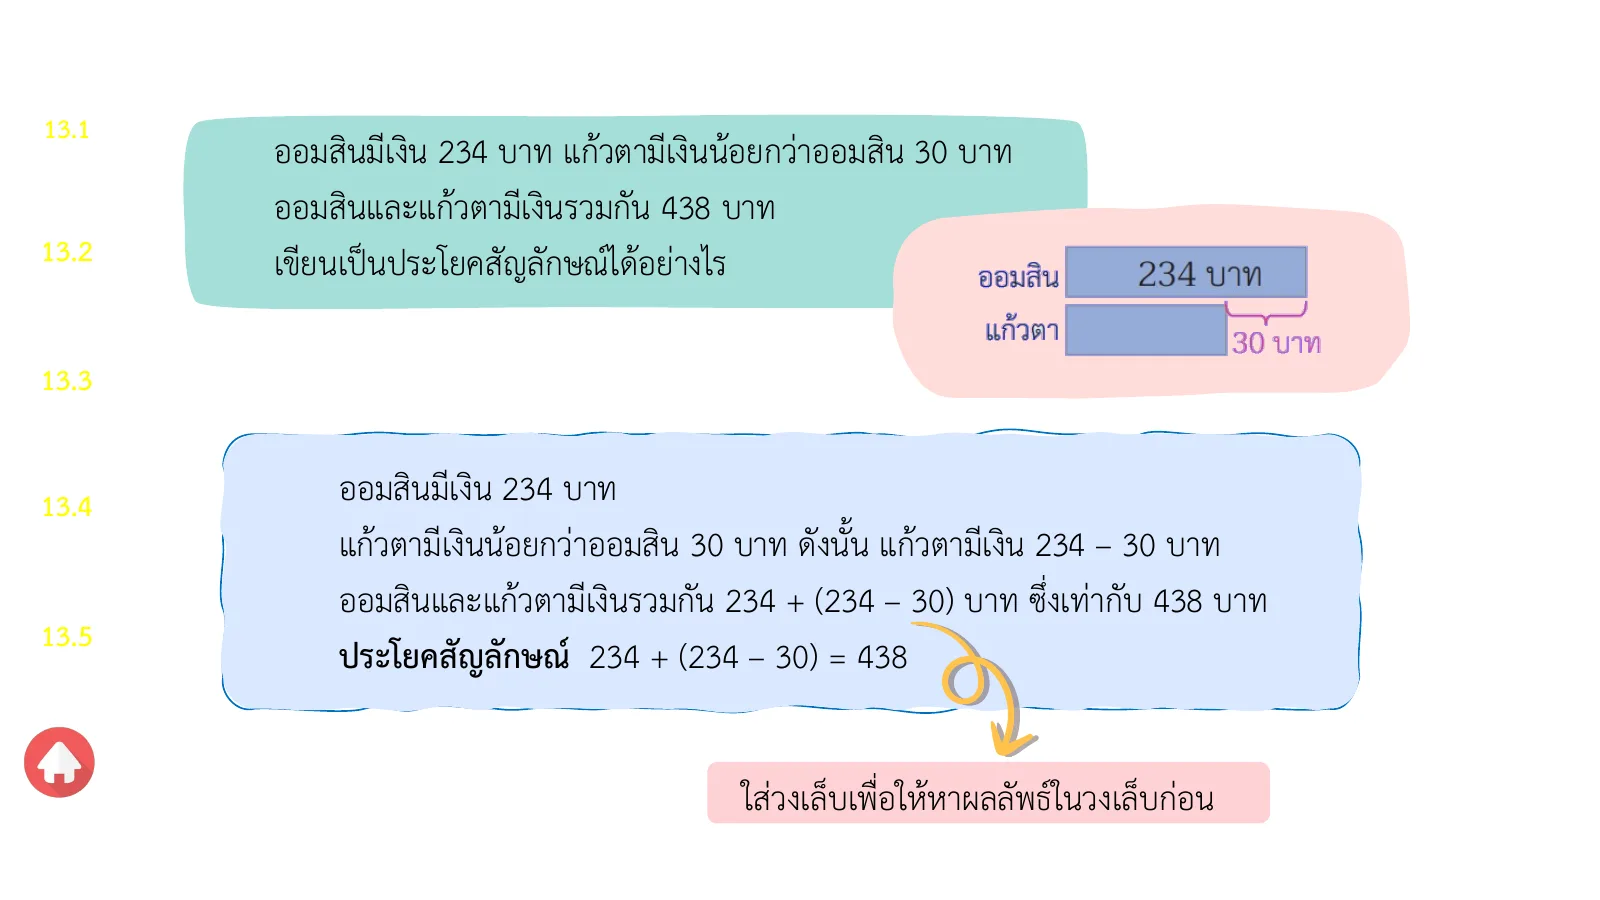 13.1
13.2
13.3
13.4
13.5
ออมสินมีเงิน 234 บาท แก้วตามีเงินน้อยกว่าออมสิน 30 บาท
ออมสินและแก้วตามีเงินรวมกัน 438 บาท
เขียนเป็นประโยคสัญลักษณ์ได้อย่างไร
ออมสิน 234 บาท
แก้วตา 30 บาท
ออมสินมีเงิน 234 บาท
แก้วตามีเงินน้อยกว่าออมสิน 30 บาท ดังนั้น แก้วตามีเงิน 234 – 30 บาท
ออมสินและแก้วตามีเงินรวมกัน 234 + (234 – 30) บาท ซึ่งเท่ากับ 438 บาท
ประโยคสัญลักษณ์ 234 + (234 – 30) = 438
ใส่วงเล็บเพื่อให้หาผลลัพธ์ในวงเล็บก่อน